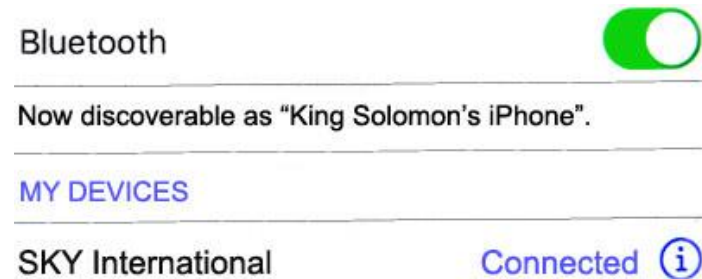 Bluetooth
Now discoverable as “King Solomon’s iPhone”.
MY DEVICES
SKY International Connected i